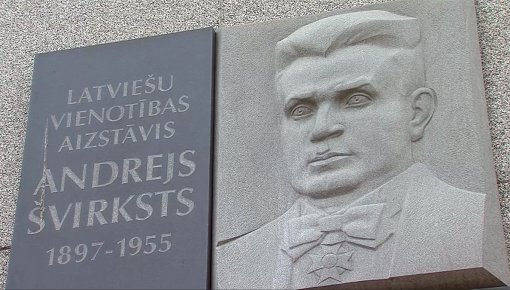 LATVIEŠU
VIENOTĪBAS
AIZSTĀVIS
ANDREJS
ŠVIRKSTS
1897-1955